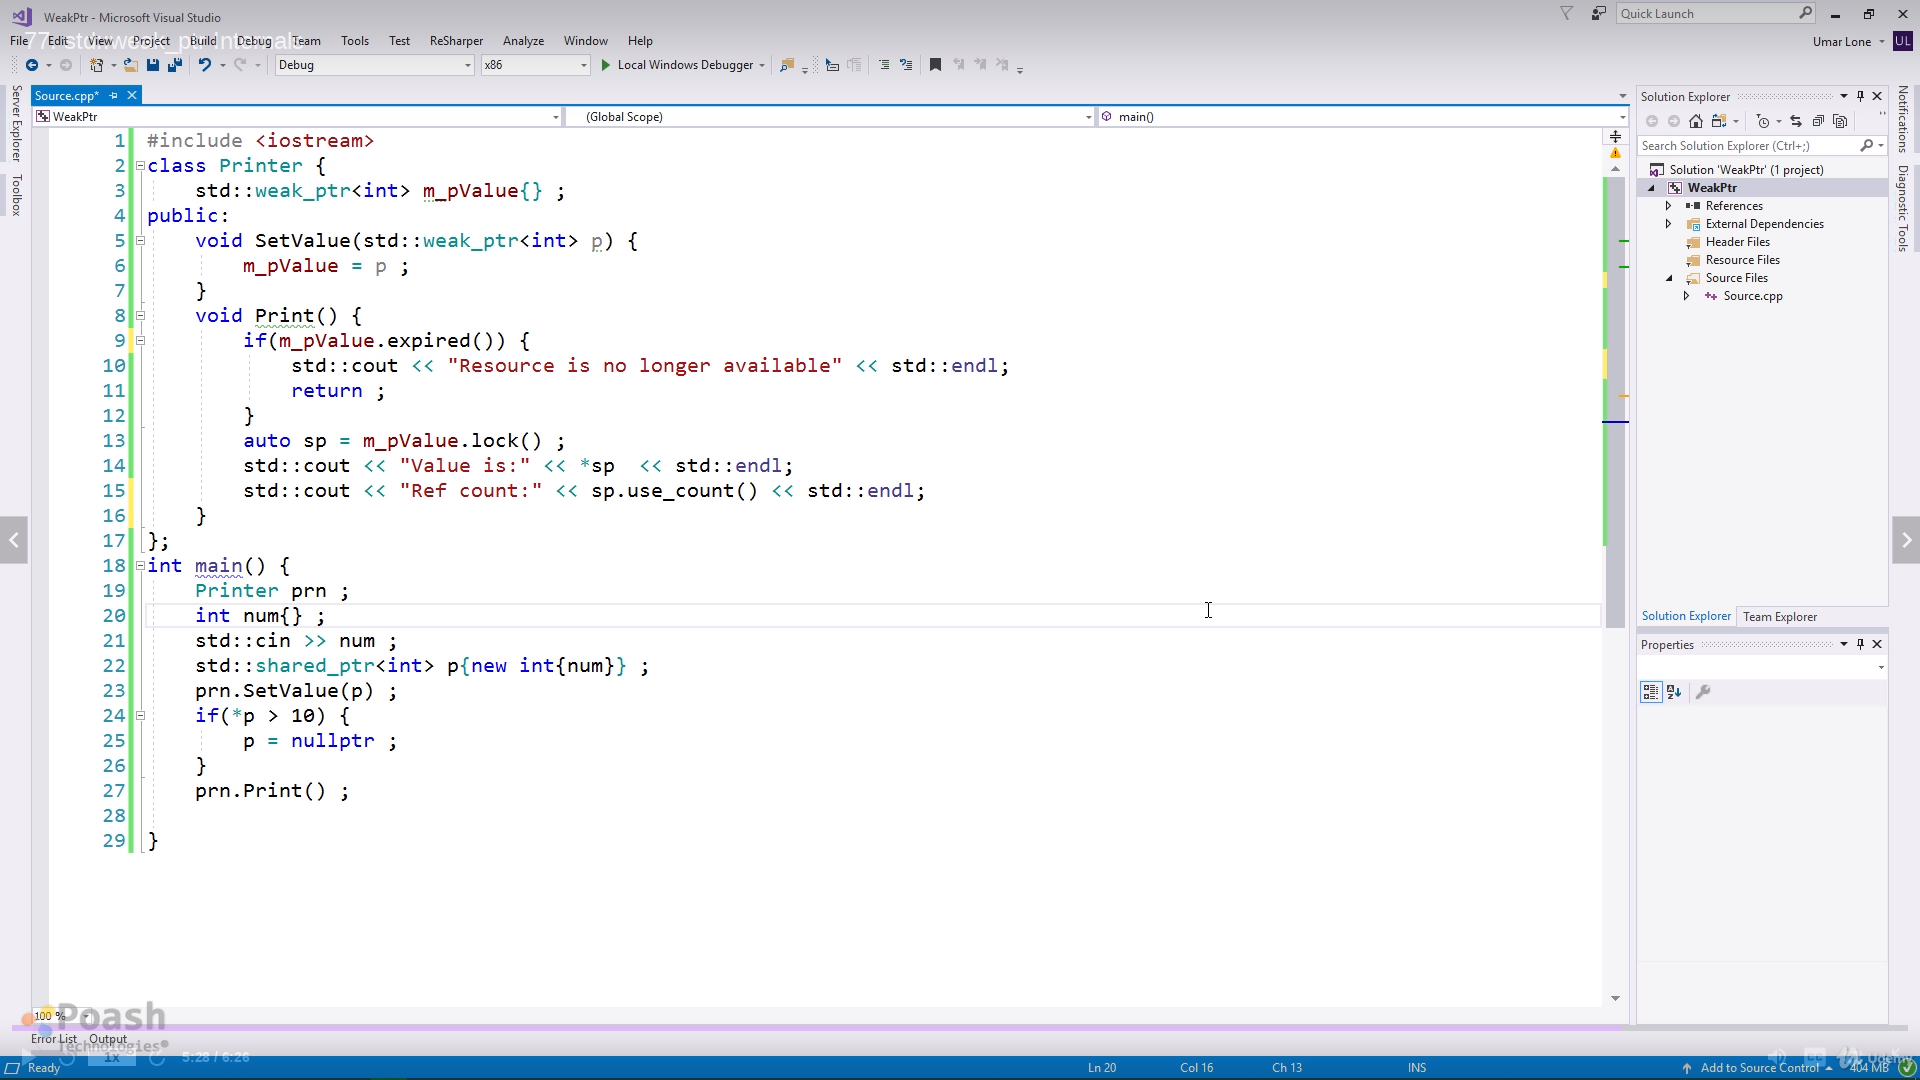 WeakPtr - Microsoft Visual Studio
Quick Launch
77. std::weak_ptr Internals
File Edit View Project Build Debug Team Tools Test ReSharper Analyze Window Help
Umar Lone UL
Debug x86 Local Windows Debugger
Server Explorer
Toolbox
Source.cpp*
WeakPtr (Global Scope) main()
1 #include <iostream>
2 class Printer {
3 std::weak_ptr<int> m_pValue{} ;
4 public:
5 void SetValue(std::weak_ptr<int> p) {
6 m_pValue = p ;
7 }
8 void Print() {
9 if(m_pValue.expired()) {
10 std::cout << "Resource is no longer available" << std::endl;
11 return ;
12 }
13 auto sp = m_pValue.lock() ;
14 std::cout << "Value is:" << *sp  << std::endl;
15 std::cout << "Ref count:" << sp.use_count() << std::endl;
16 }
17 };
18 int main() {
19 Printer prn ;
20 int num{} ;
21 std::cin >> num ;
22 std::shared_ptr<int> p{new int{num}} ;
23 prn.SetValue(p) ;
24 if(*p > 10) {
25 p = nullptr ;
26 }
27 prn.Print() ;
28
29 }
Solution Explorer
Search Solution Explorer (Ctrl+;)
Solution 'WeakPtr' (1 project)
WeakPtr
References
External Dependencies
Header Files
Resource Files
Source Files
Source.cpp
Solution Explorer Team Explorer
Properties
Notifications
Diagnostic Tools
100 %
Poash
Technologies®
Error List Output
1x 5:28 / 6:26
Ready Ln 20 Col 16 Ch 13 INS Add to Source Control 404 MB
Udemy